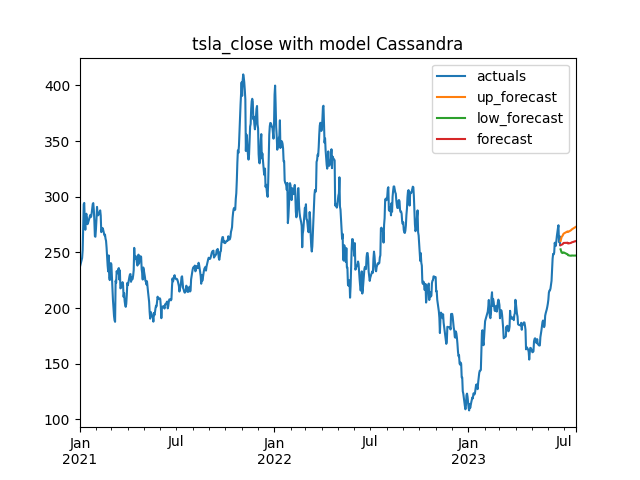 tsla_close with model Cassandra
actuals
up_forecast
low_forecast
forecast
400
350
300
250
200
150
100
Jan Jul Jan Jul Jan Jul
2021 2022 2023